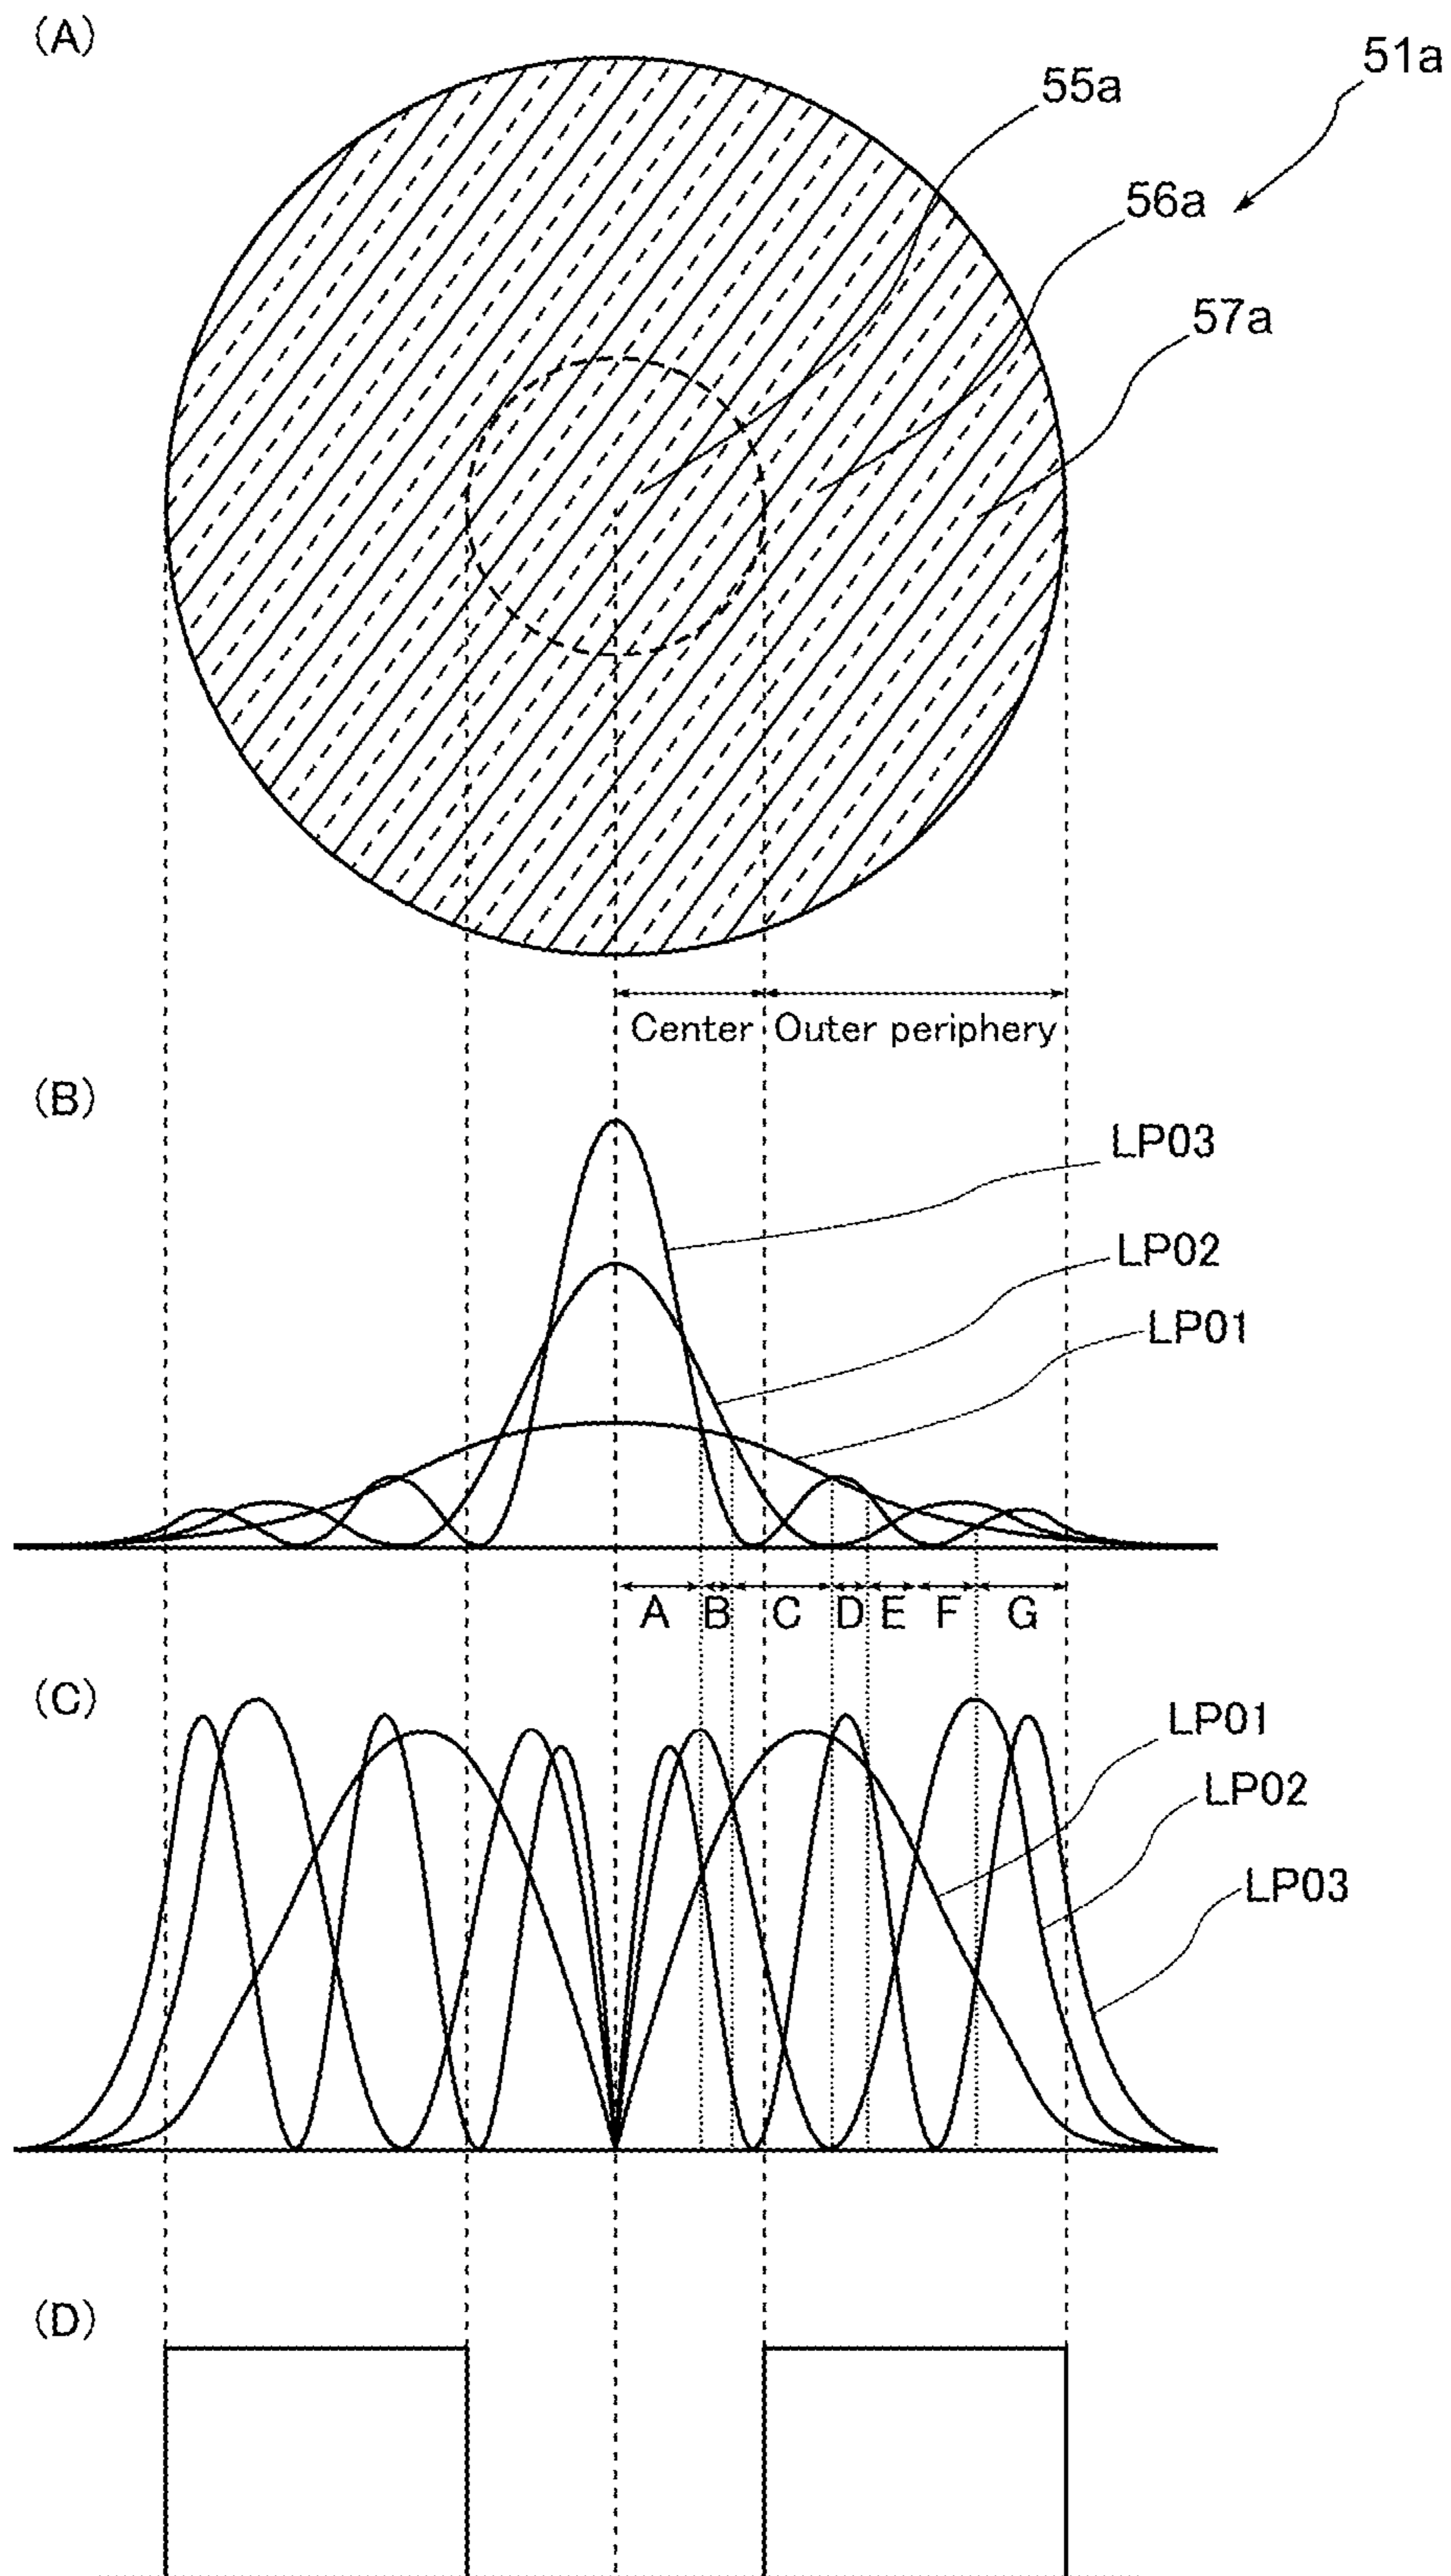 (A)
51a
55a
56a
57a
Center Outer periphery
(B)
LP03
LP02
LP01
A B C D E F G
(C)
LP01
LP02
LP03
(D)